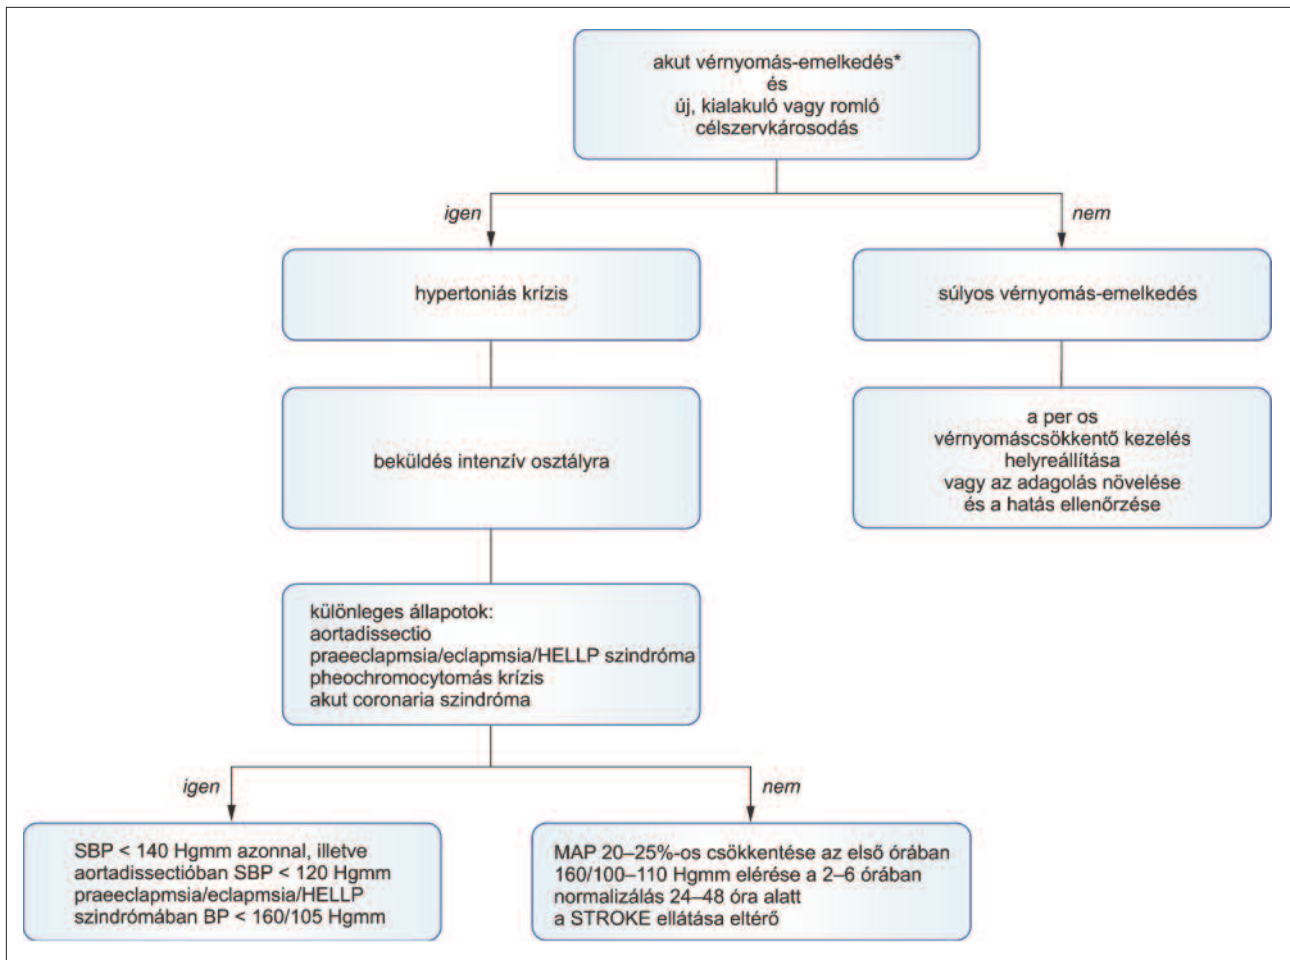 akut vérnyomás-emelkedés*
és
új, kialakuló vagy romló
célszervkárosodás
igen
nem
hypertoniás krízis
súlyos vérnyomás-emelkedés
beküldés intenzív osztályra
a per os
vérnyomáscsökkentő kezelés
helyreállítása
vagy az adagolás növelése
és a hatás ellenőrzése
különleges állapotok:
aortadissectio
praeeclapmsia/eclapmsia/HELLP szindróma
pheochromocytomás krízis
akut coronaria szindróma
igen
nem
SBP < 140 Hgmm azonnal, illetve
aortadissectióban SBP < 120 Hgmm
praeeclapmsia/eclapmsia/HELLP
szindrómában BP < 160/105 Hgmm
MAP 20–25%-os csökkentése az első órában
160/100–110 Hgmm elérése a 2–6 órában
normalizálás 24–48 óra alatt
a STROKE ellátása eltérő